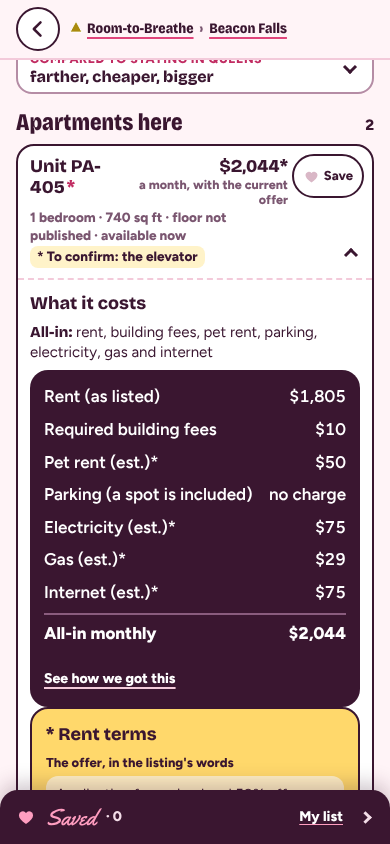 Room-to-Breathe › Beacon Falls
COMPARED TO STAYING IN QUEENS
farther, cheaper, bigger
Apartments here 2
Unit PA-405*
$2,044*
a month, with the current offer
Save
1 bedroom · 740 sq ft · floor not published · available now
* To confirm: the elevator
What it costs
All-in: rent, building fees, pet rent, parking,
electricity, gas and internet
Rent (as listed) $1,805
Required building fees $10
Pet rent (est.)* $50
Parking (a spot is included) no charge
Electricity (est.)* $75
Gas (est.)* $29
Internet (est.)* $75
All-in monthly $2,044
See how we got this
* Rent terms
The offer, in the listing's words
Saved · 0
My list